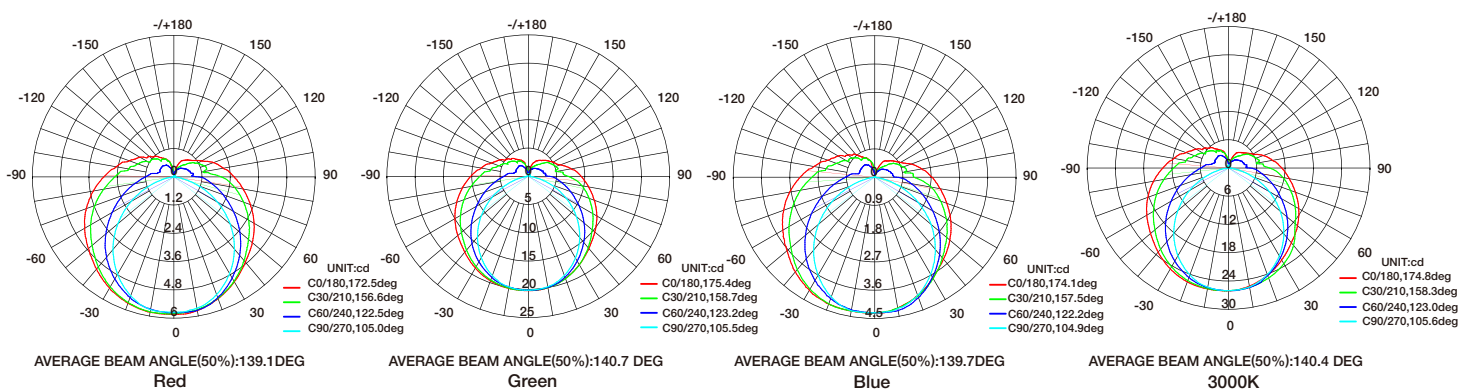 -/+180
-150
150
-120
120
-90
90
1.2
2.4
3.6
4.8
6
-60
60
-30
30
0
UNIT:cd
C0/180,172.5deg
C30/210,156.6deg
C60/240,122.5deg
C90/270,105.0deg
AVERAGE BEAM ANGLE(50%):139.1DEG
Red
-/+180
-150
150
-120
120
-90
90
5
10
15
20
25
-60
60
-30
30
0
UNIT:cd
C0/180,175.4deg
C30/210,158.7deg
C60/240,123.2deg
C90/270,105.5deg
AVERAGE BEAM ANGLE(50%):140.7 DEG
Green
-/+180
-150
150
-120
120
-90
90
0.9
1.8
2.7
3.6
4.5
-60
60
-30
30
0
UNIT:cd
C0/180,174.1deg
C30/210,157.5deg
C60/240,122.2deg
C90/270,104.9deg
AVERAGE BEAM ANGLE(50%):139.7DEG
Blue
-/+180
-150
150
-120
120
-90
90
6
12
18
24
30
-60
60
-30
30
0
UNIT:cd
C0/180,174.8deg
C30/210,158.3deg
C60/240,123.0deg
C90/270,105.6deg
AVERAGE BEAM ANGLE(50%):140.4 DEG
3000K